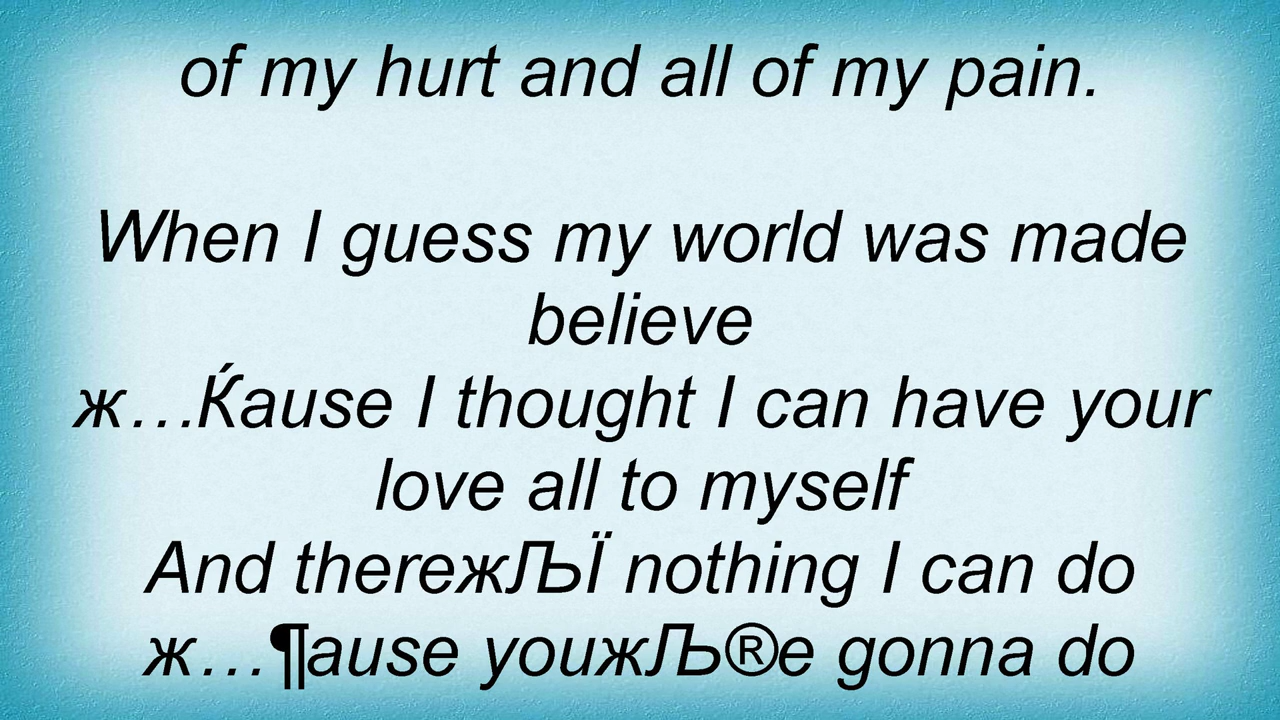 of my hurt and all of my pain.
When I guess my world was made
believe
ж…Ќause I thought I can have your
love all to myself
And thereжЉЇ nothing I can do
ж…¶ause youжЉ®e gonna do